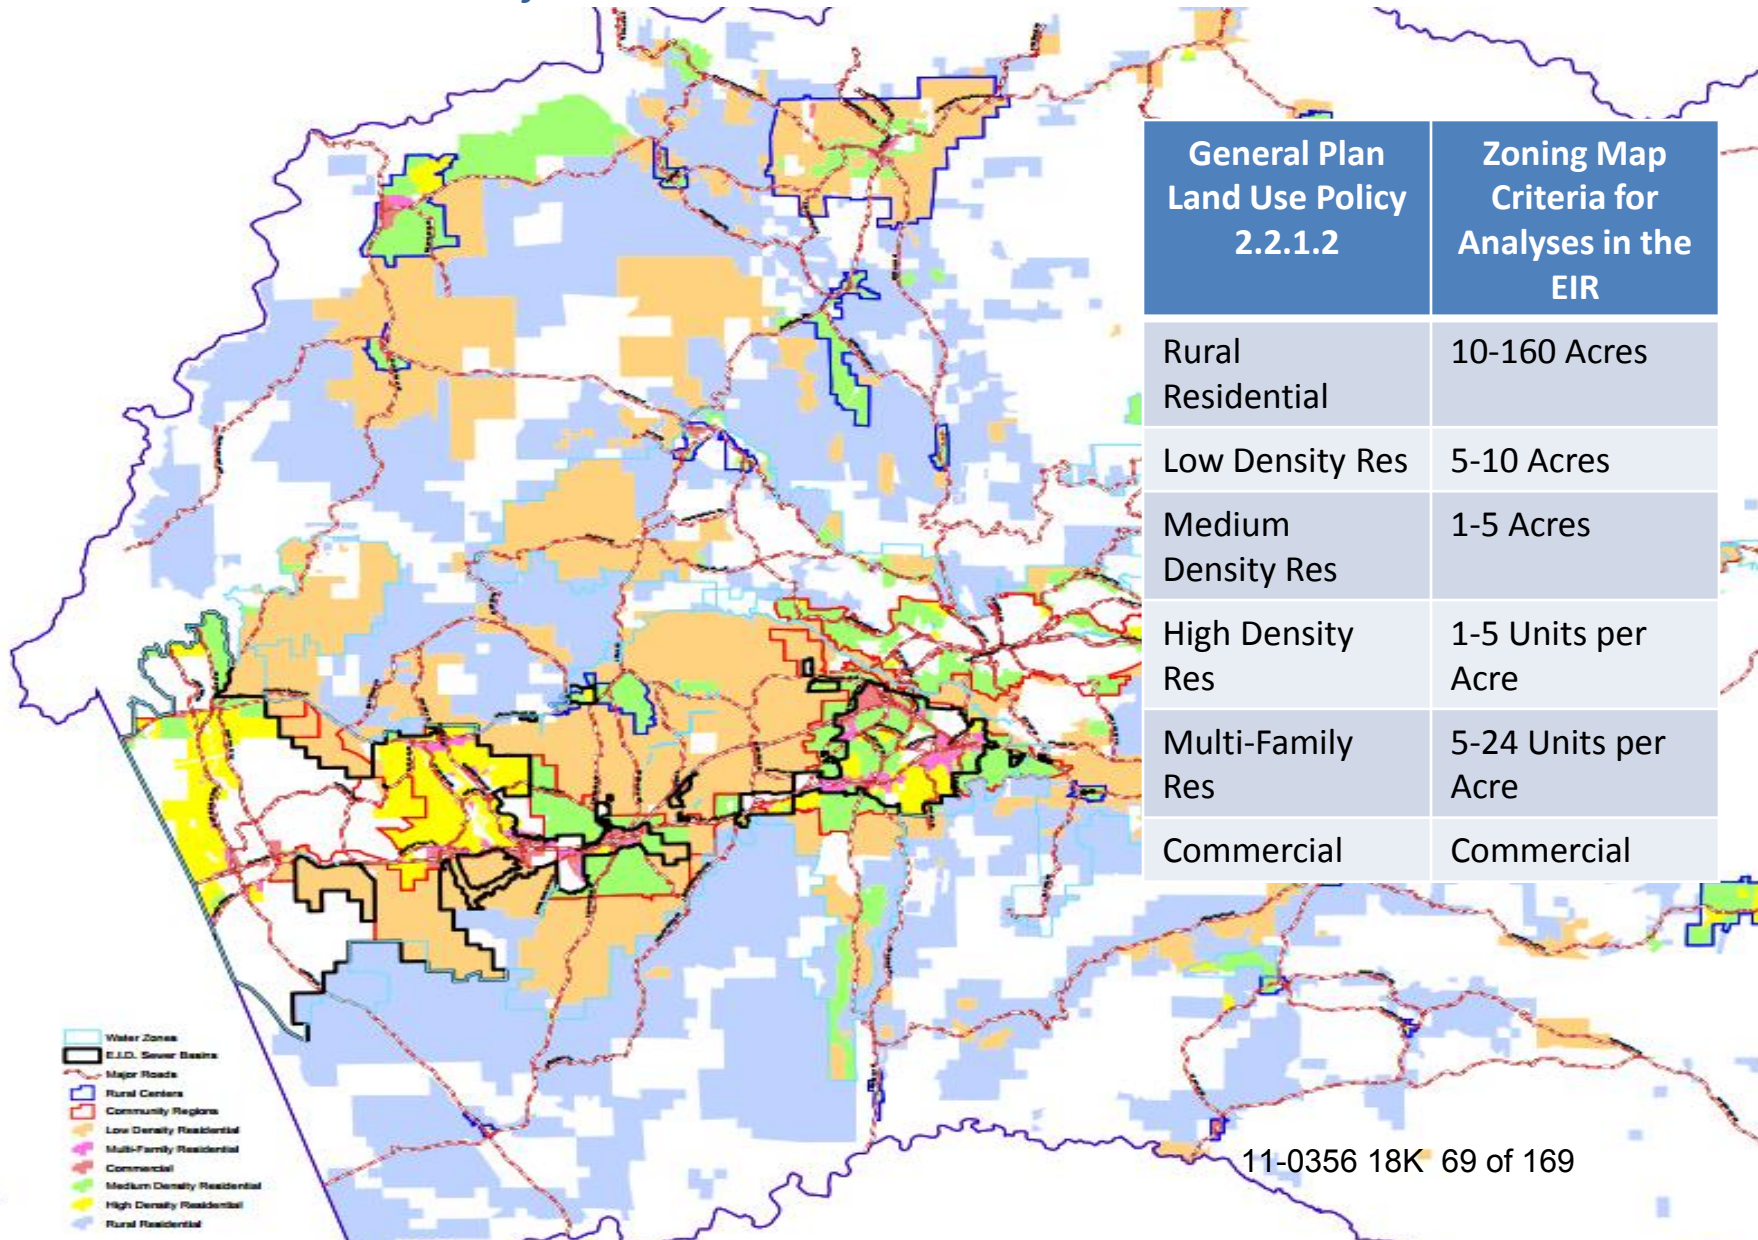 General Plan
Land Use Policy
2.2.1.2
Zoning Map
Criteria for
Analyses in the
EIR
Rural
Residential
10-160 Acres
Low Density Res
5-10 Acres
Medium
Density Res
1-5 Acres
High Density
Res
1-5 Units per
Acre
Multi-Family
Res
5-24 Units per
Acre
Commercial
Commercial
Water Zones
E.I.D. Sewer Basins
Major Roads
Rural Centers
Community Regions
Low Density Residential
Multi-Family Residential
Commercial
Medium Density Residential
High Density Residential
Rural Residential
11-0356 18K 69 of 169